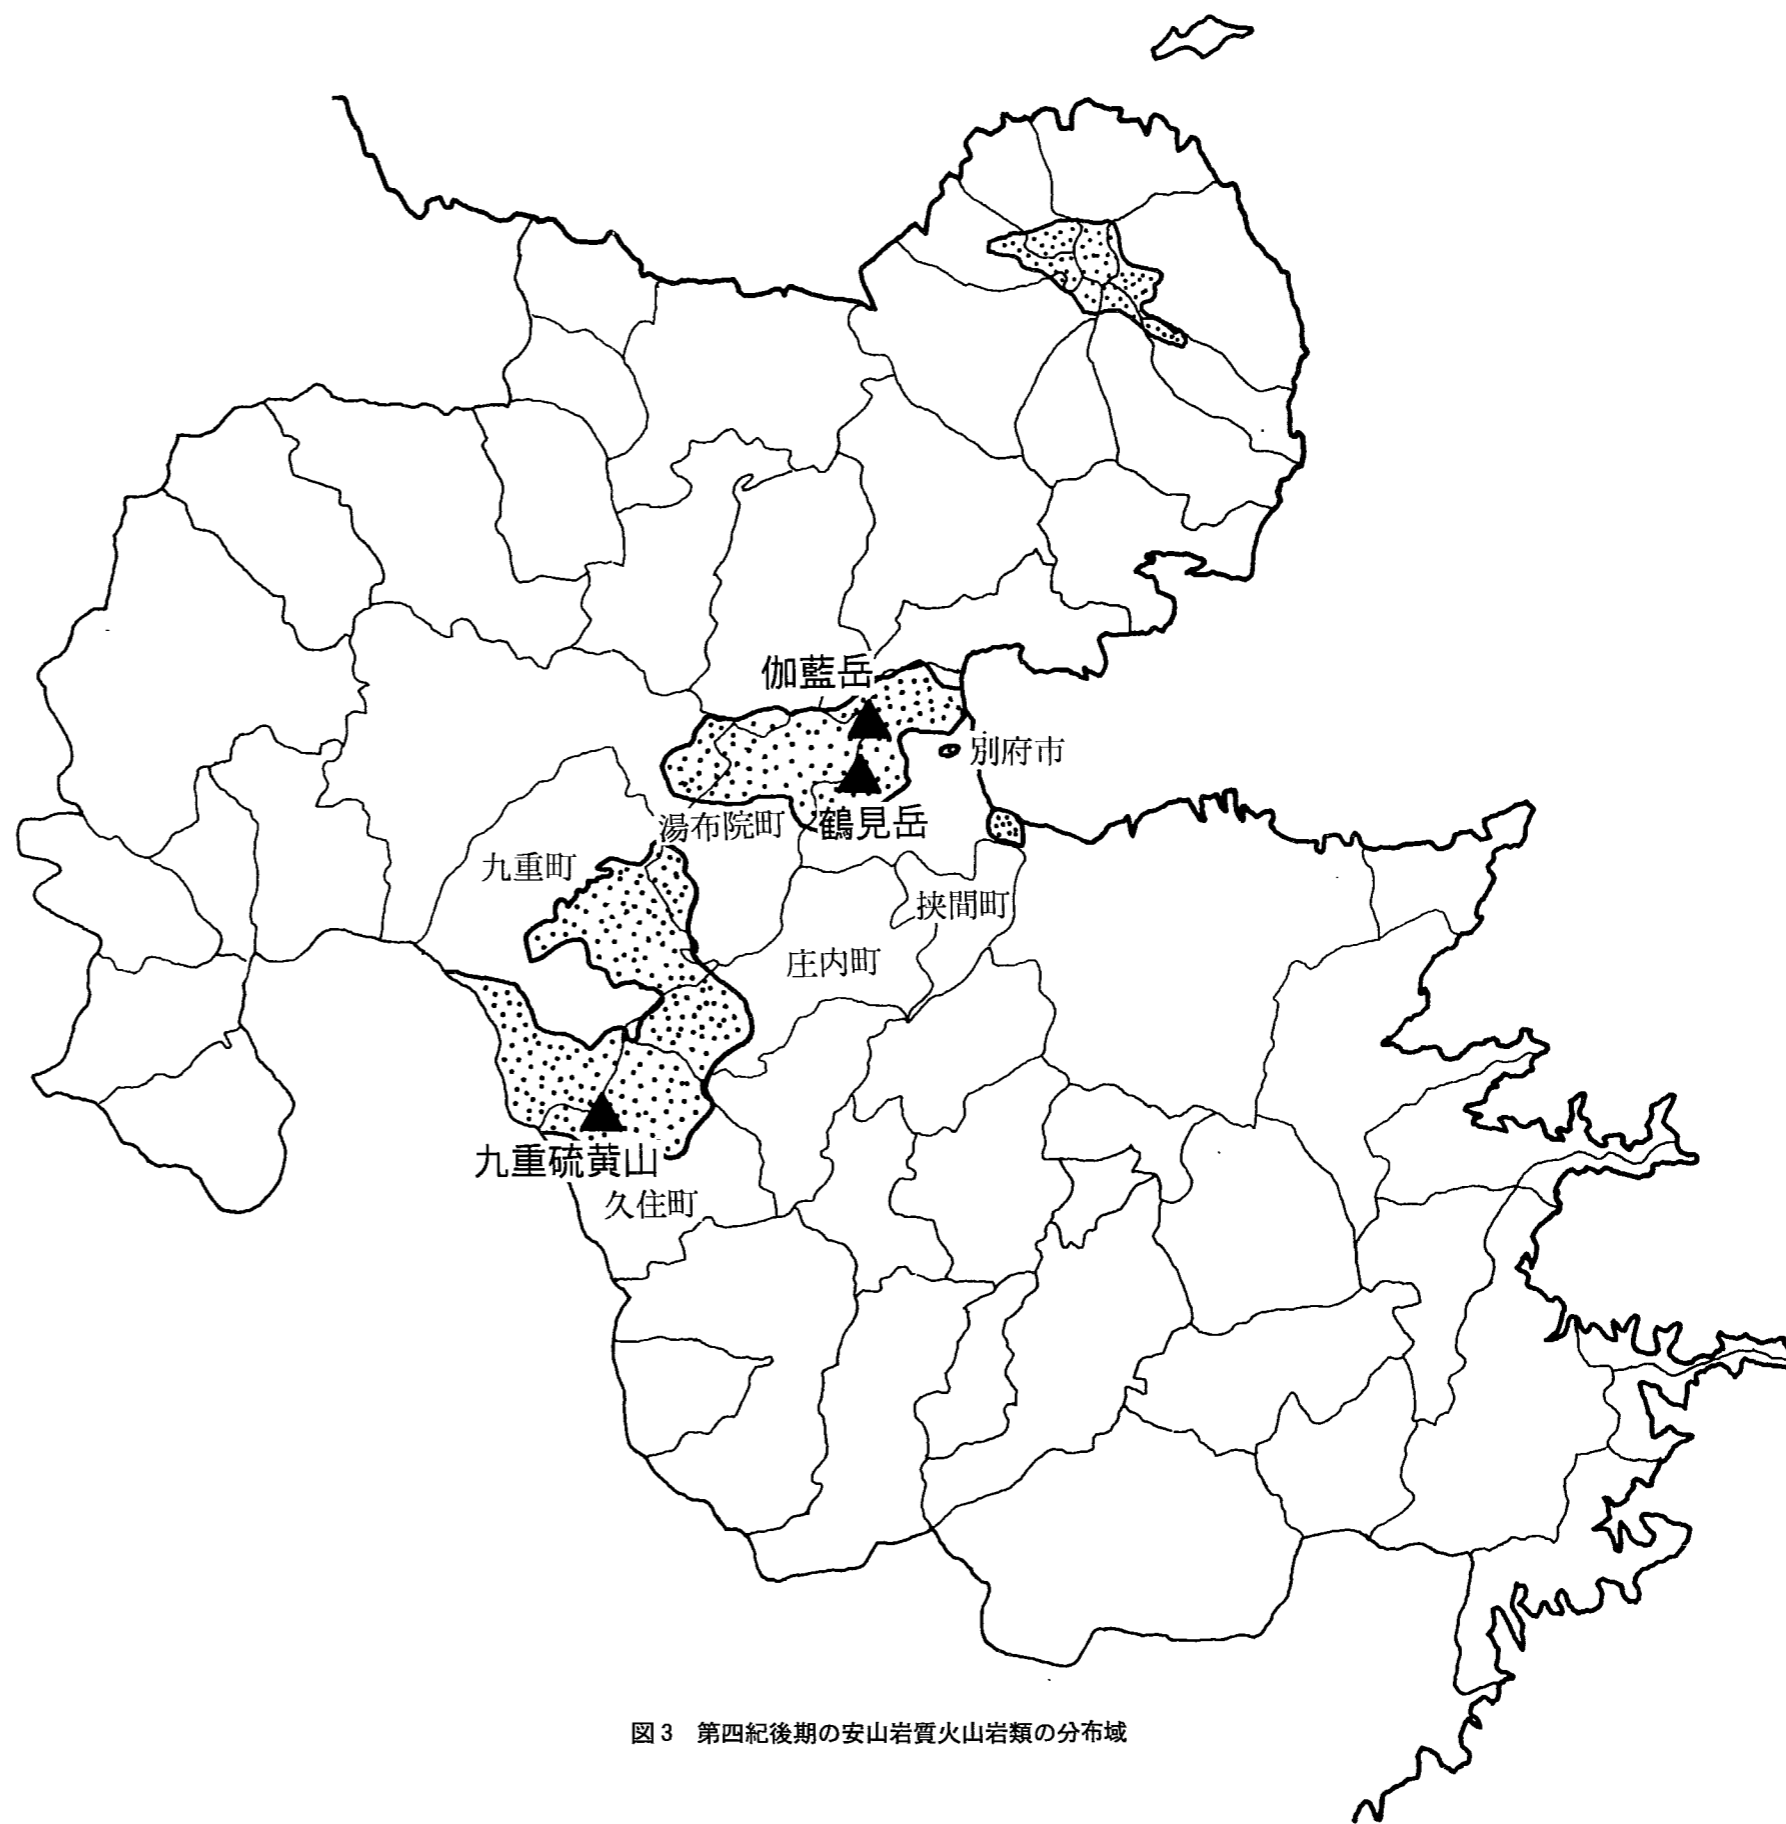 伽藍岳
別府市
湯布院町
鶴見岳
九重町
挾間町
庄内町
九重硫黄山
久住町
図3 第四紀後期の安山岩質火山岩類の分布域